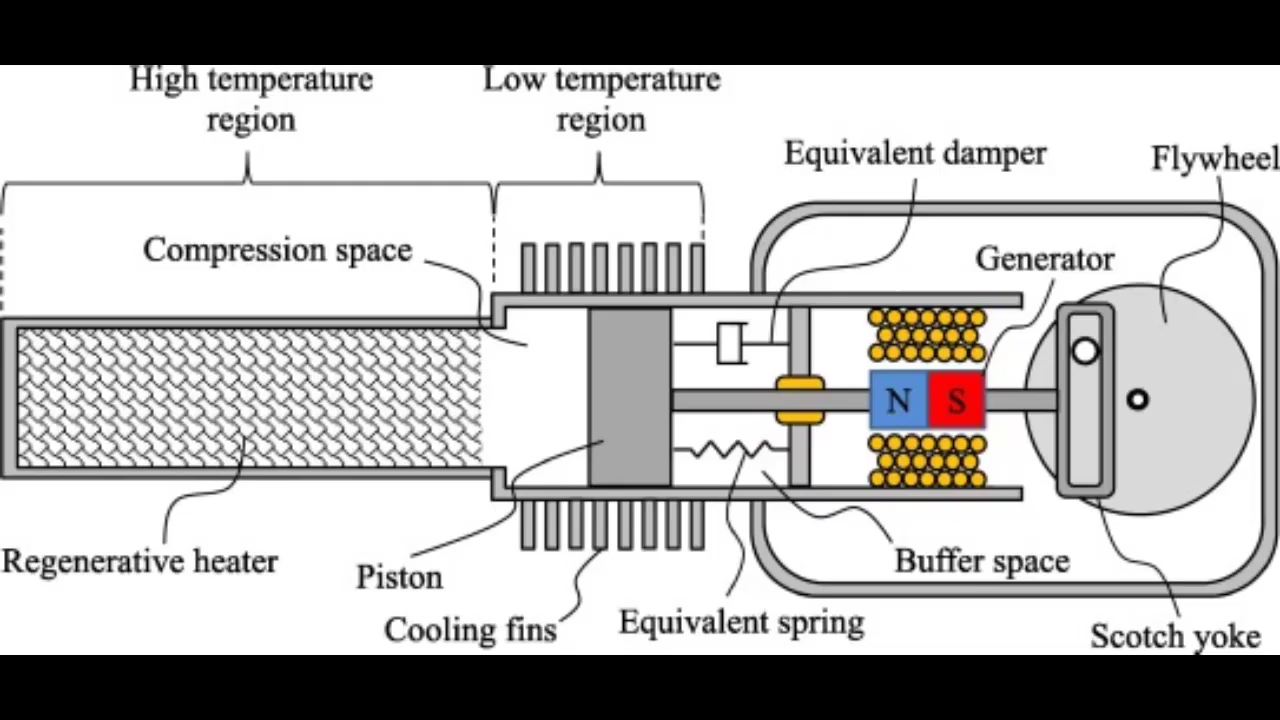 High temperature
region
Low temperature
region
Equivalent damper
Flywheel
Compression space
Generator
N
S
Regenerative heater
Piston
Cooling fins
Equivalent spring
Buffer space
Scotch yoke